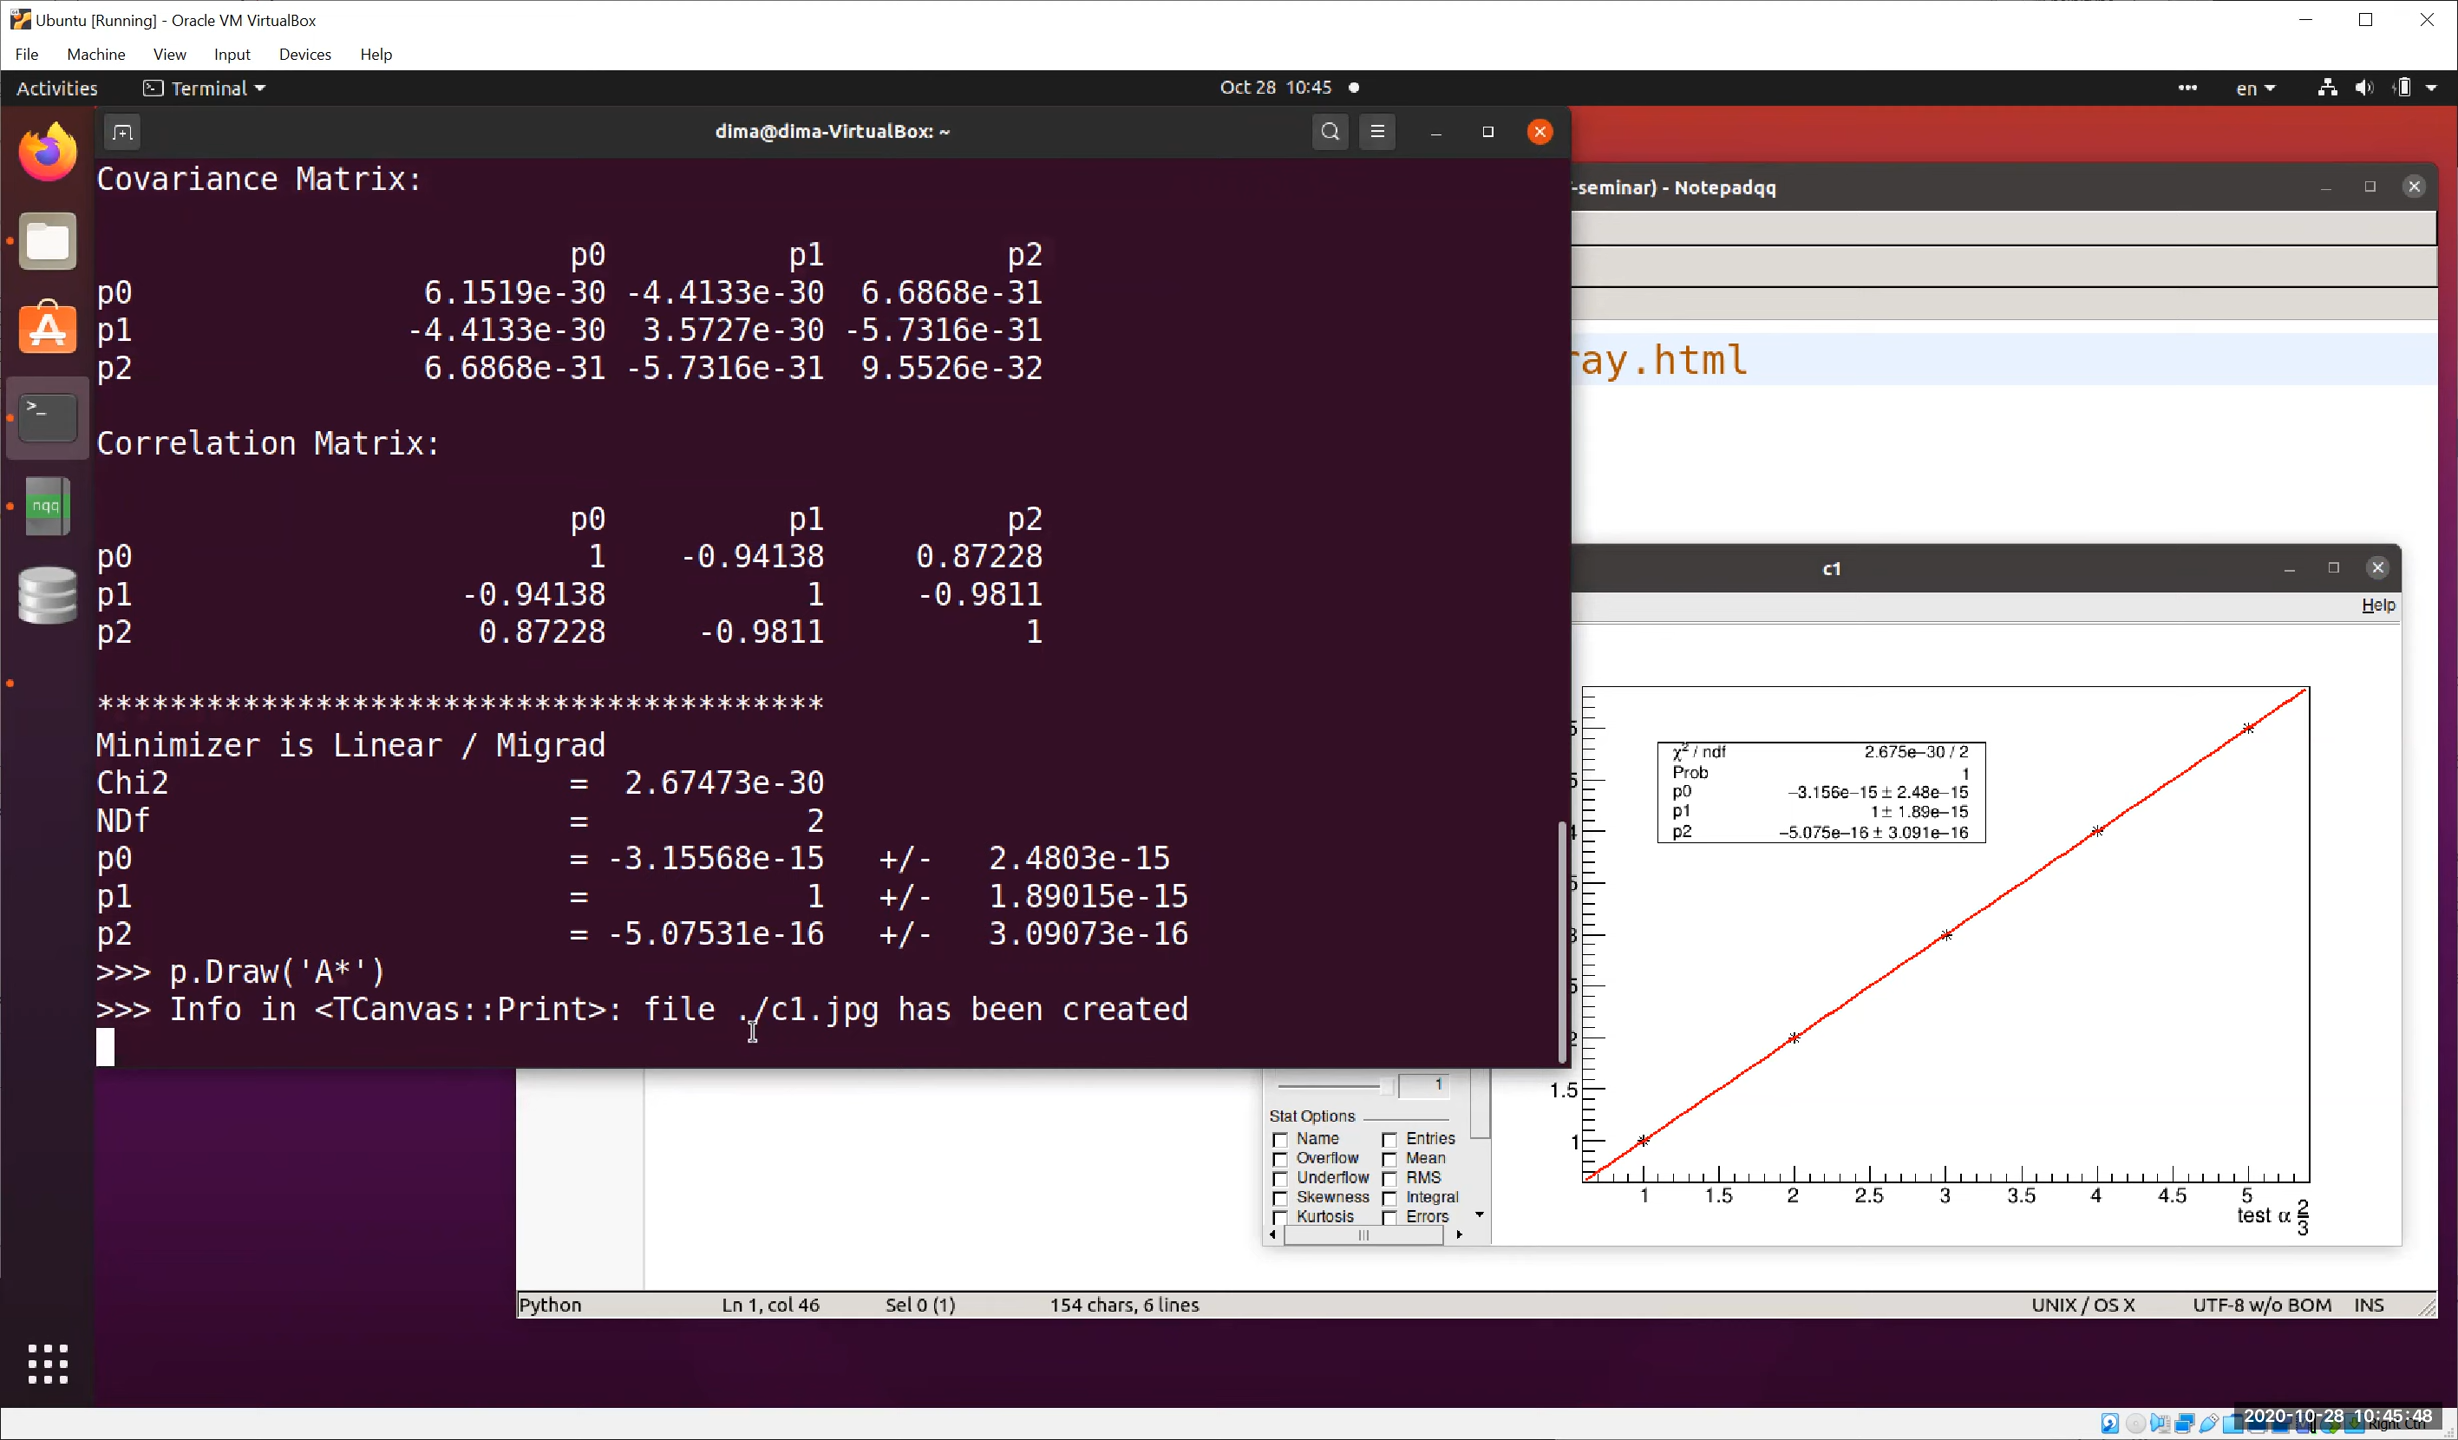 Ubuntu [Running] - Oracle VM VirtualBox
File Machine View Input Devices Help
Activities Terminal Oct 28 10:45 en
dima@dima-VirtualBox: ~
Covariance Matrix:
p0 p1 p2
p0 6.1519e-30 -4.4133e-30 6.6868e-31
p1 -4.4133e-30 3.5727e-30 -5.7316e-31
p2 6.6868e-31 -5.7316e-31 9.5526e-32
Correlation Matrix:
p0 p1 p2
p0 1 -0.94138 0.87228
p1 -0.94138 1 -0.9811
p2 0.87228 -0.9811 1
****************************************
Minimizer is Linear / Migrad
Chi2 = 2.67473e-30
NDf = 2
p0 = -3.15568e-15 +/- 2.4803e-15
p1 = 1 +/- 1.89015e-15
p2 = -5.07531e-16 +/- 3.09073e-16
>>> p.Draw('A*')
>>> Info in <TCanvas::Print>: file ./c1.jpg has been created
nqq
-seminar) - Notepadqq
ray.html
c1
Help
χ² / ndf 2.675e−30 / 2
Prob 1
p0 −3.156e−15 ± 2.48e−15
p1 1 ± 1.89e−15
p2 −5.075e−16 ± 3.091e−16
1.5
1
1 1.5 2 2.5 3 3.5 4 4.5 5
test α 2/3
1
Stat Options
Name Entries
Overflow Mean
Underflow RMS
Skewness Integral
Kurtosis Errors
Python Ln 1, col 46 Sel 0 (1) 154 chars, 6 lines UNIX / OS X UTF-8 w/o BOM INS
2020-10-28 10:45:48
Right Ctrl